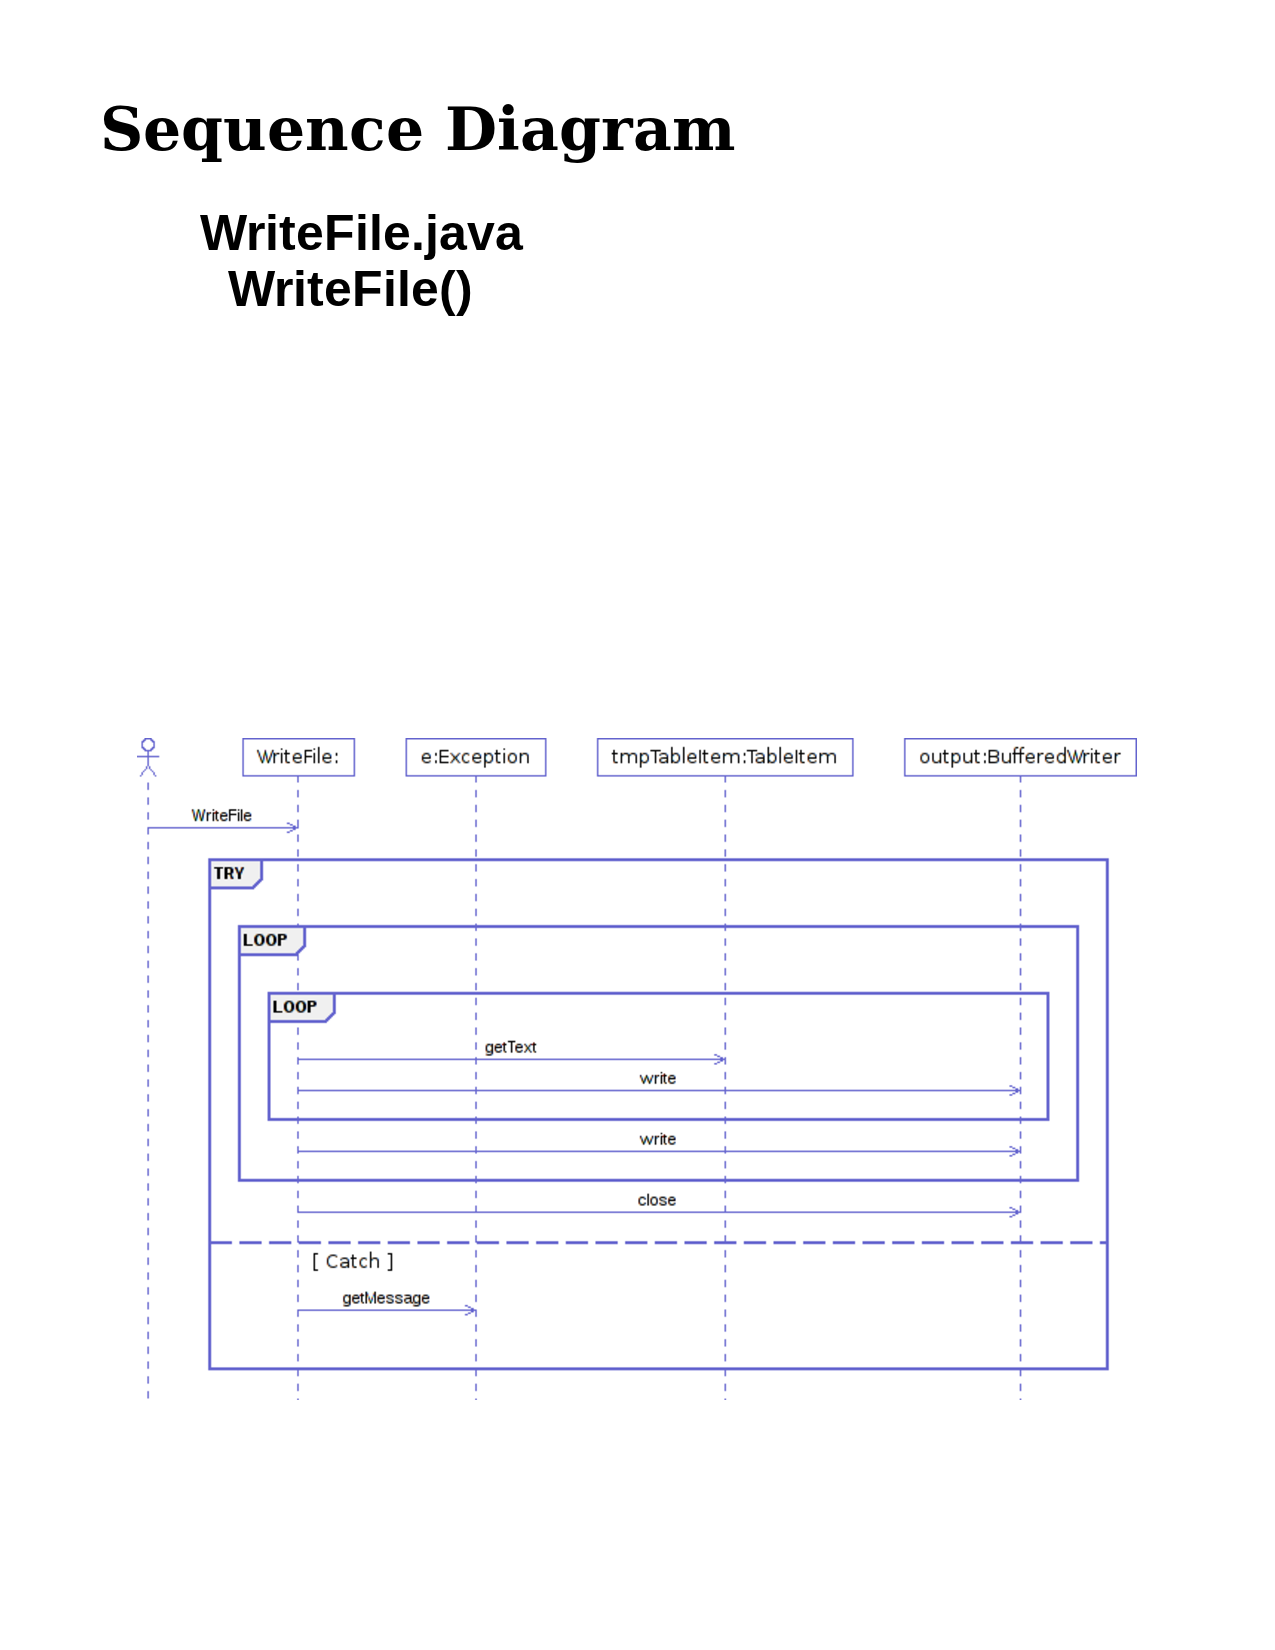 Sequence Diagram
WriteFile.java
WriteFile()
WriteFile: e:Exception tmpTableItem:TableItem output:BufferedWriter
WriteFile
TRY
LOOP
LOOP
getText
write
write
close
[ Catch ]
getMessage